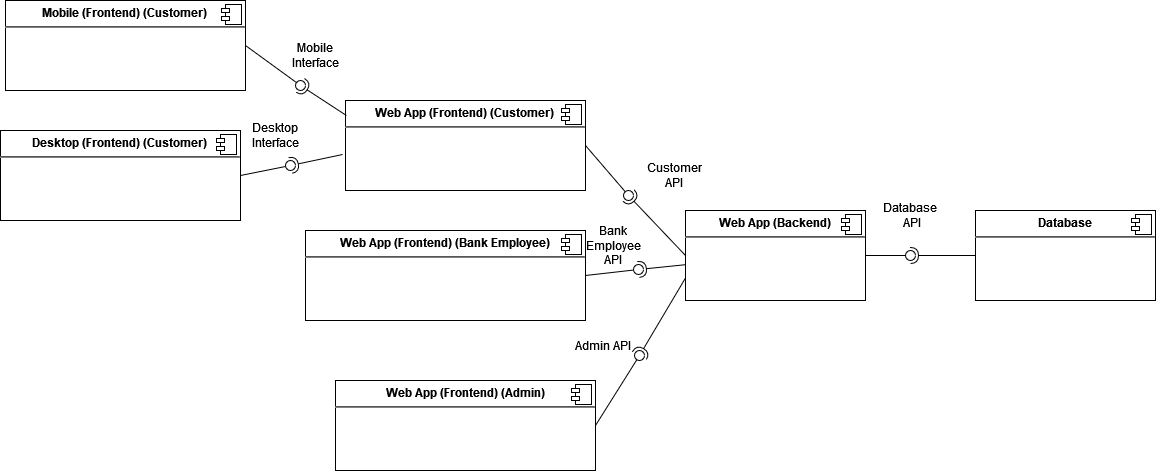 Mobile (Frontend) (Customer)
Mobile
Interface
Desktop (Frontend) (Customer)
Desktop
Interface
Web App (Frontend) (Customer)
Customer
API
Web App (Frontend) (Bank Employee)
Bank
Employee
API
Web App (Backend)
Database
API
Database
Admin API
Web App (Frontend) (Admin)